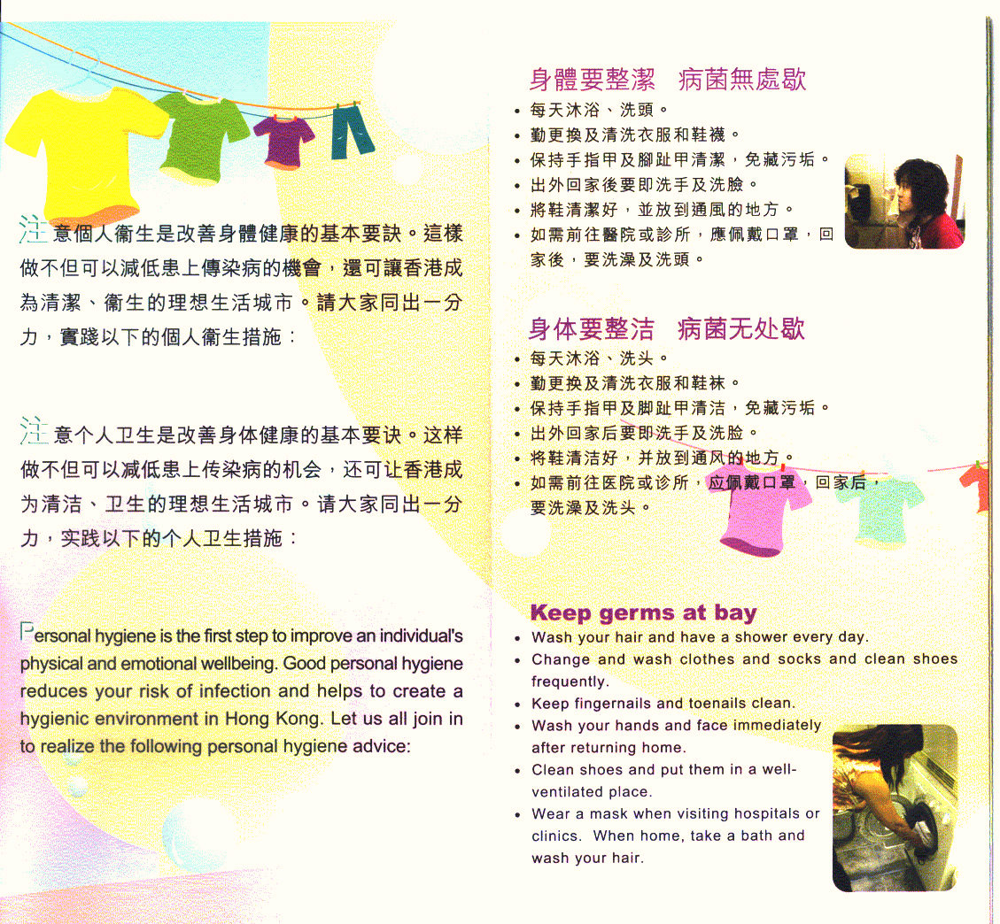 注意個人衞生是改善身體健康的基本要訣。這樣
做不但可以減低患上傳染病的機會，還可讓香港成
為清潔、衞生的理想生活城市。請大家同出一分
力，實踐以下的個人衞生措施：
注意个人卫生是改善身体健康的基本要诀。这样
做不但可以减低患上传染病的机会，还可让香港成
为清洁、卫生的理想生活城市。请大家同出一分
力，实践以下的个人卫生措施：
Personal hygiene is the first step to improve an individual's
physical and emotional wellbeing. Good personal hygiene
reduces your risk of infection and helps to create a
hygienic environment in Hong Kong. Let us all join in
to realize the following personal hygiene advice:
身體要整潔 病菌無處歇
• 每天沐浴、洗頭。
• 勤更換及清洗衣服和鞋襪。
• 保持手指甲及腳趾甲清潔，免藏污垢。
• 出外回家後要即洗手及洗臉。
• 將鞋清潔好，並放到通風的地方。
• 如需前往醫院或診所，應佩戴口罩，回
家後，要洗澡及洗頭。
身体要整洁 病菌无处歇
• 每天沐浴、洗头。
• 勤更换及清洗衣服和鞋袜。
• 保持手指甲及脚趾甲清洁，免藏污垢。
• 出外回家后要即洗手及洗脸。
• 将鞋清洁好，并放到通风的地方。
• 如需前往医院或诊所，应佩戴口罩，回家后，
要洗澡及洗头。
Keep germs at bay
• Wash your hair and have a shower every day.
• Change and wash clothes and socks and clean shoes
frequently.
• Keep fingernails and toenails clean.
• Wash your hands and face immediately
after returning home.
• Clean shoes and put them in a well-
ventilated place.
• Wear a mask when visiting hospitals or
clinics. When home, take a bath and
wash your hair.